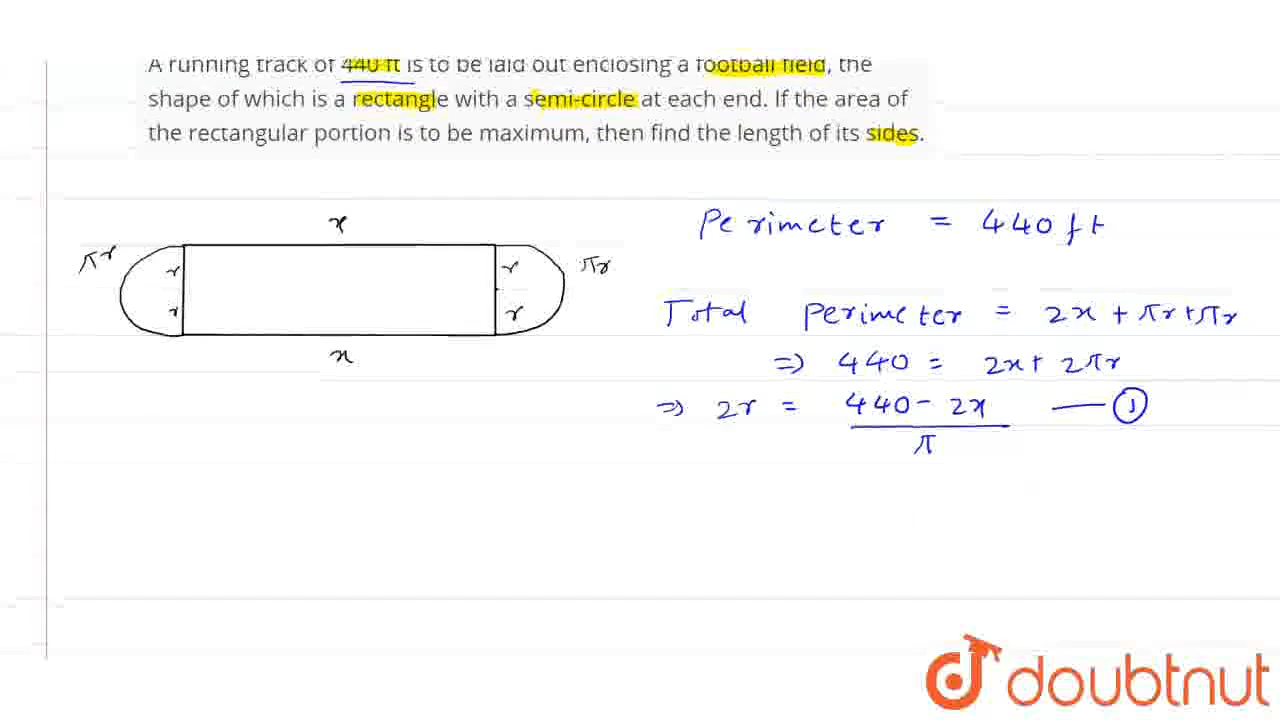 A running track of 440 ft is to be laid out enclosing a football field, the
shape of which is a rectangle with a semi-circle at each end. If the area of
the rectangular portion is to be maximum, then find the length of its sides.
x
πr
r
r
r
r
πr
x
Perimeter = 440 ft
Total perimeter = 2x + πr + πr
⇒ 440 = 2x + 2πr
⇒ 2r = 440 - 2x — ①
π
doubtnut